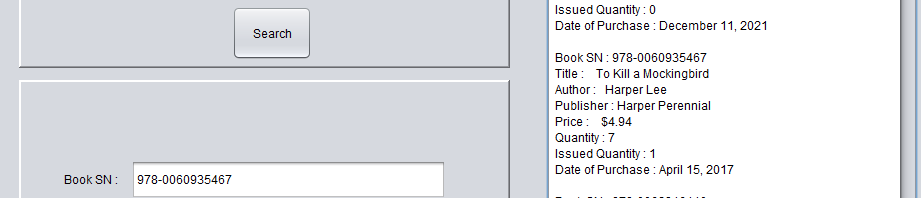 Search
Book SN :
978-0060935467
Issued Quantity : 0
Date of Purchase : December 11, 2021
Book SN : 978-0060935467
Title : To Kill a Mockingbird
Author : Harper Lee
Publisher : Harper Perennial
Price : $4.94
Quantity : 7
Issued Quantity : 1
Date of Purchase : April 15, 2017